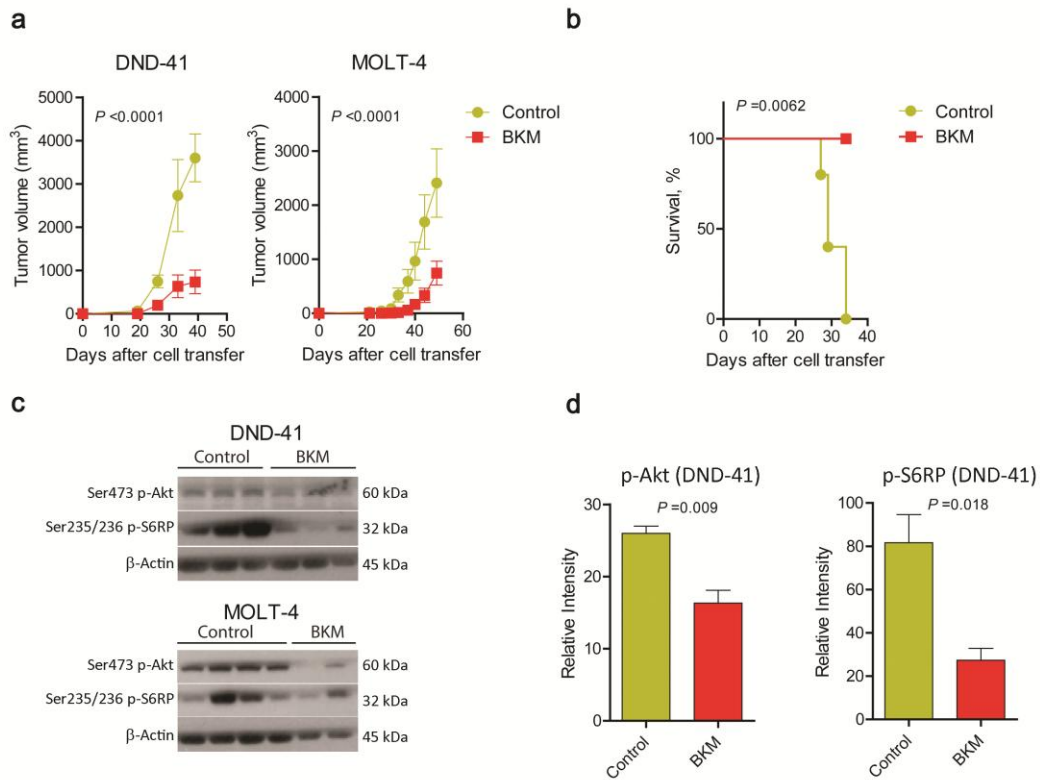 a
DND-41
MOLT-4
Tumor volume (mm³)
5000
4000
3000
2000
1000
0
P <0.0001
0 10 20 30 40 50
Days after cell transfer
Tumor volume (mm³)
4000
3000
2000
1000
0
P <0.0001
0 20 40 60
Days after cell transfer
Control
BKM
b
Survival, %
100
50
0
P =0.0062
0 10 20 30 40
Days after cell transfer
Control
BKM
c
DND-41
Control BKM
Ser473 p-Akt 60 kDa
Ser235/236 p-S6RP 32 kDa
β-Actin 45 kDa
MOLT-4
Control BKM
Ser473 p-Akt 60 kDa
Ser235/236 p-S6RP 32 kDa
β-Actin 45 kDa
d
p-Akt (DND-41)
P =0.009
Relative Intensity
30
20
10
0
Control BKM
p-S6RP (DND-41)
P =0.018
Relative Intensity
100
80
60
40
20
0
Control BKM